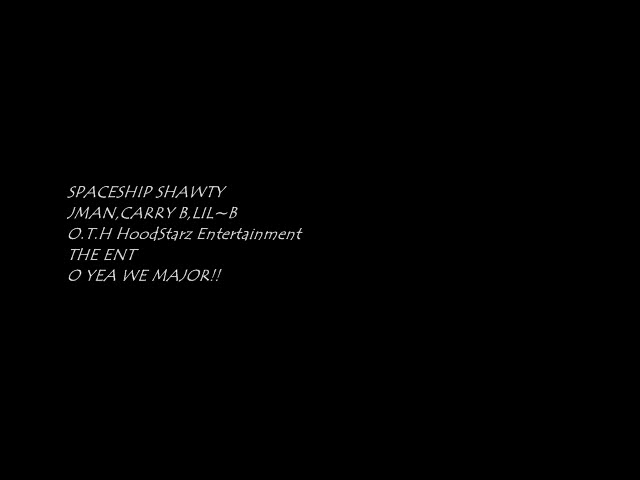 SPACESHIP SHAWTY
JMAN,CARRY B,LIL~B
O.T.H HoodStarz Entertainment
THE ENT
O YEA WE MAJOR!!